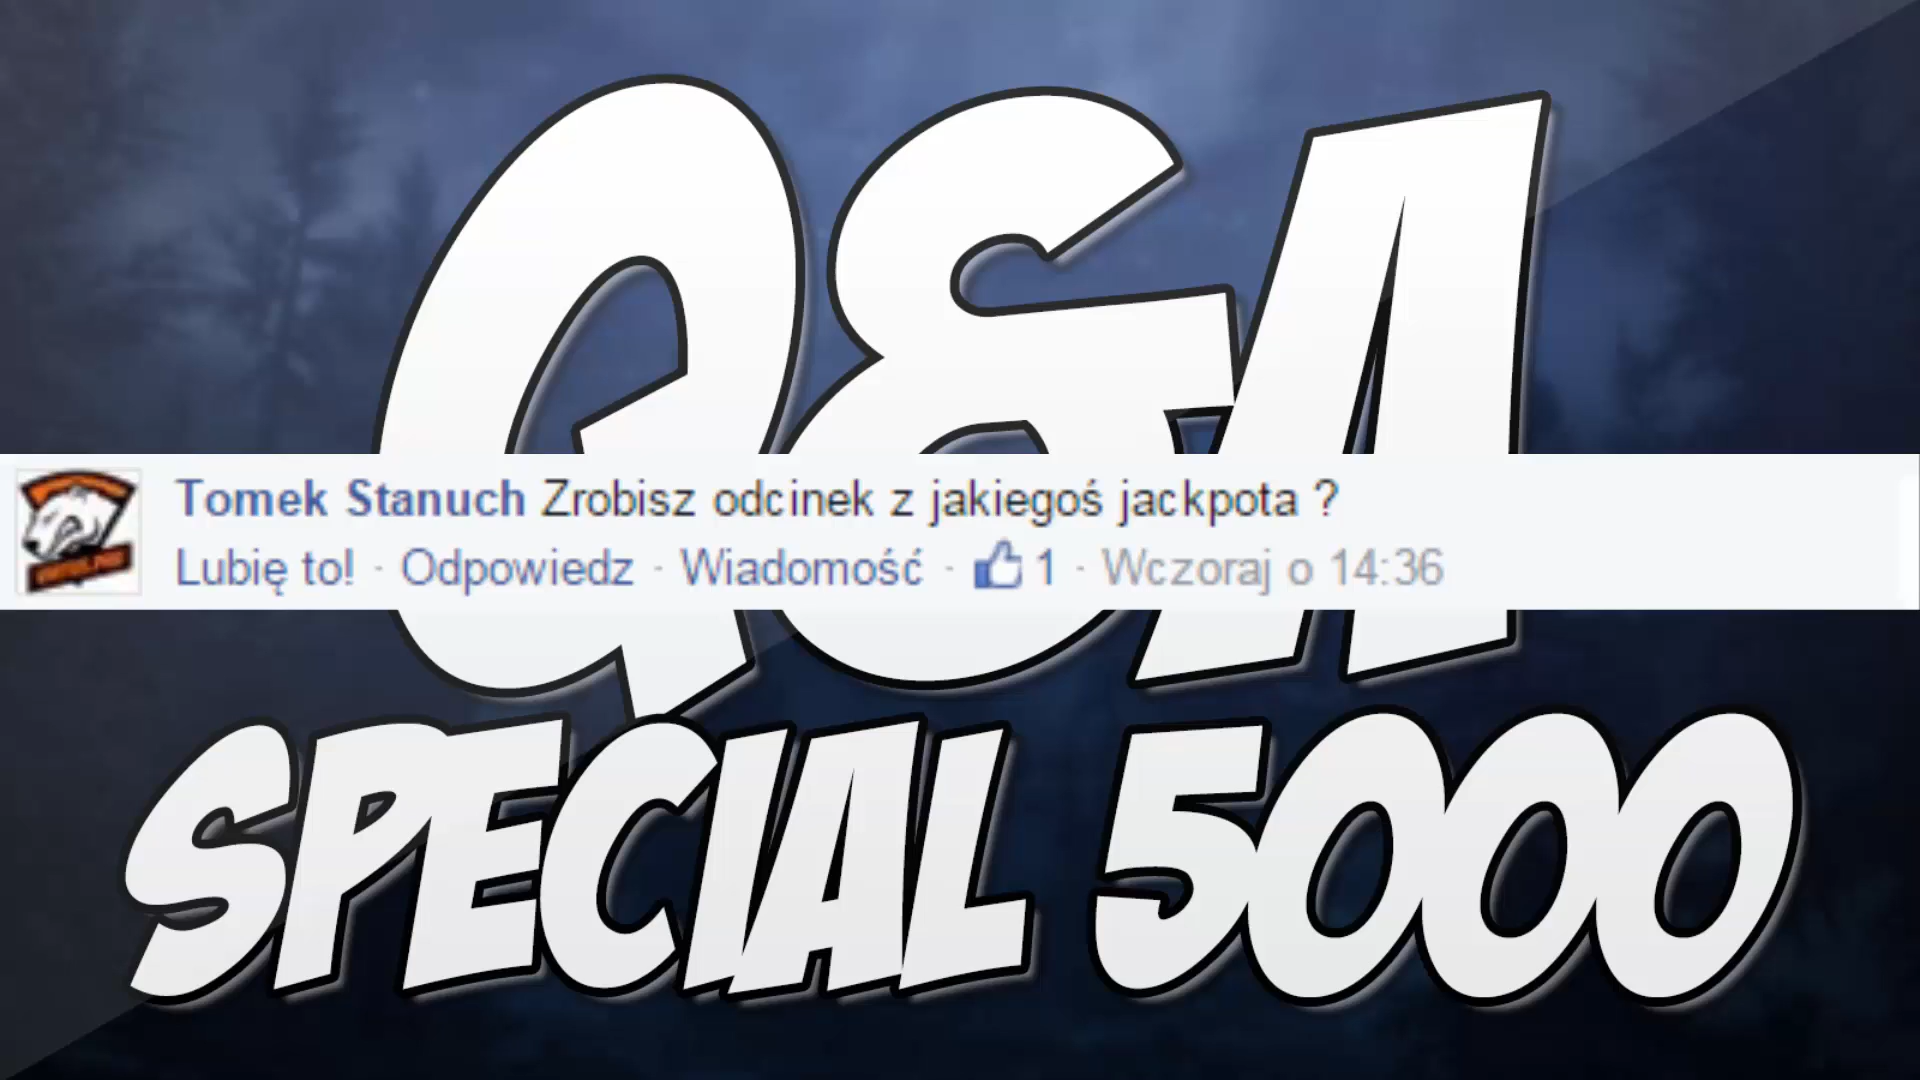 Q&A
Tomek Stanuch Zrobisz odcinek z jakiegoś jackpota ?
Lubię to! · Odpowiedz · Wiadomość · 1 · Wczoraj o 14:36
SPECIAL 5000